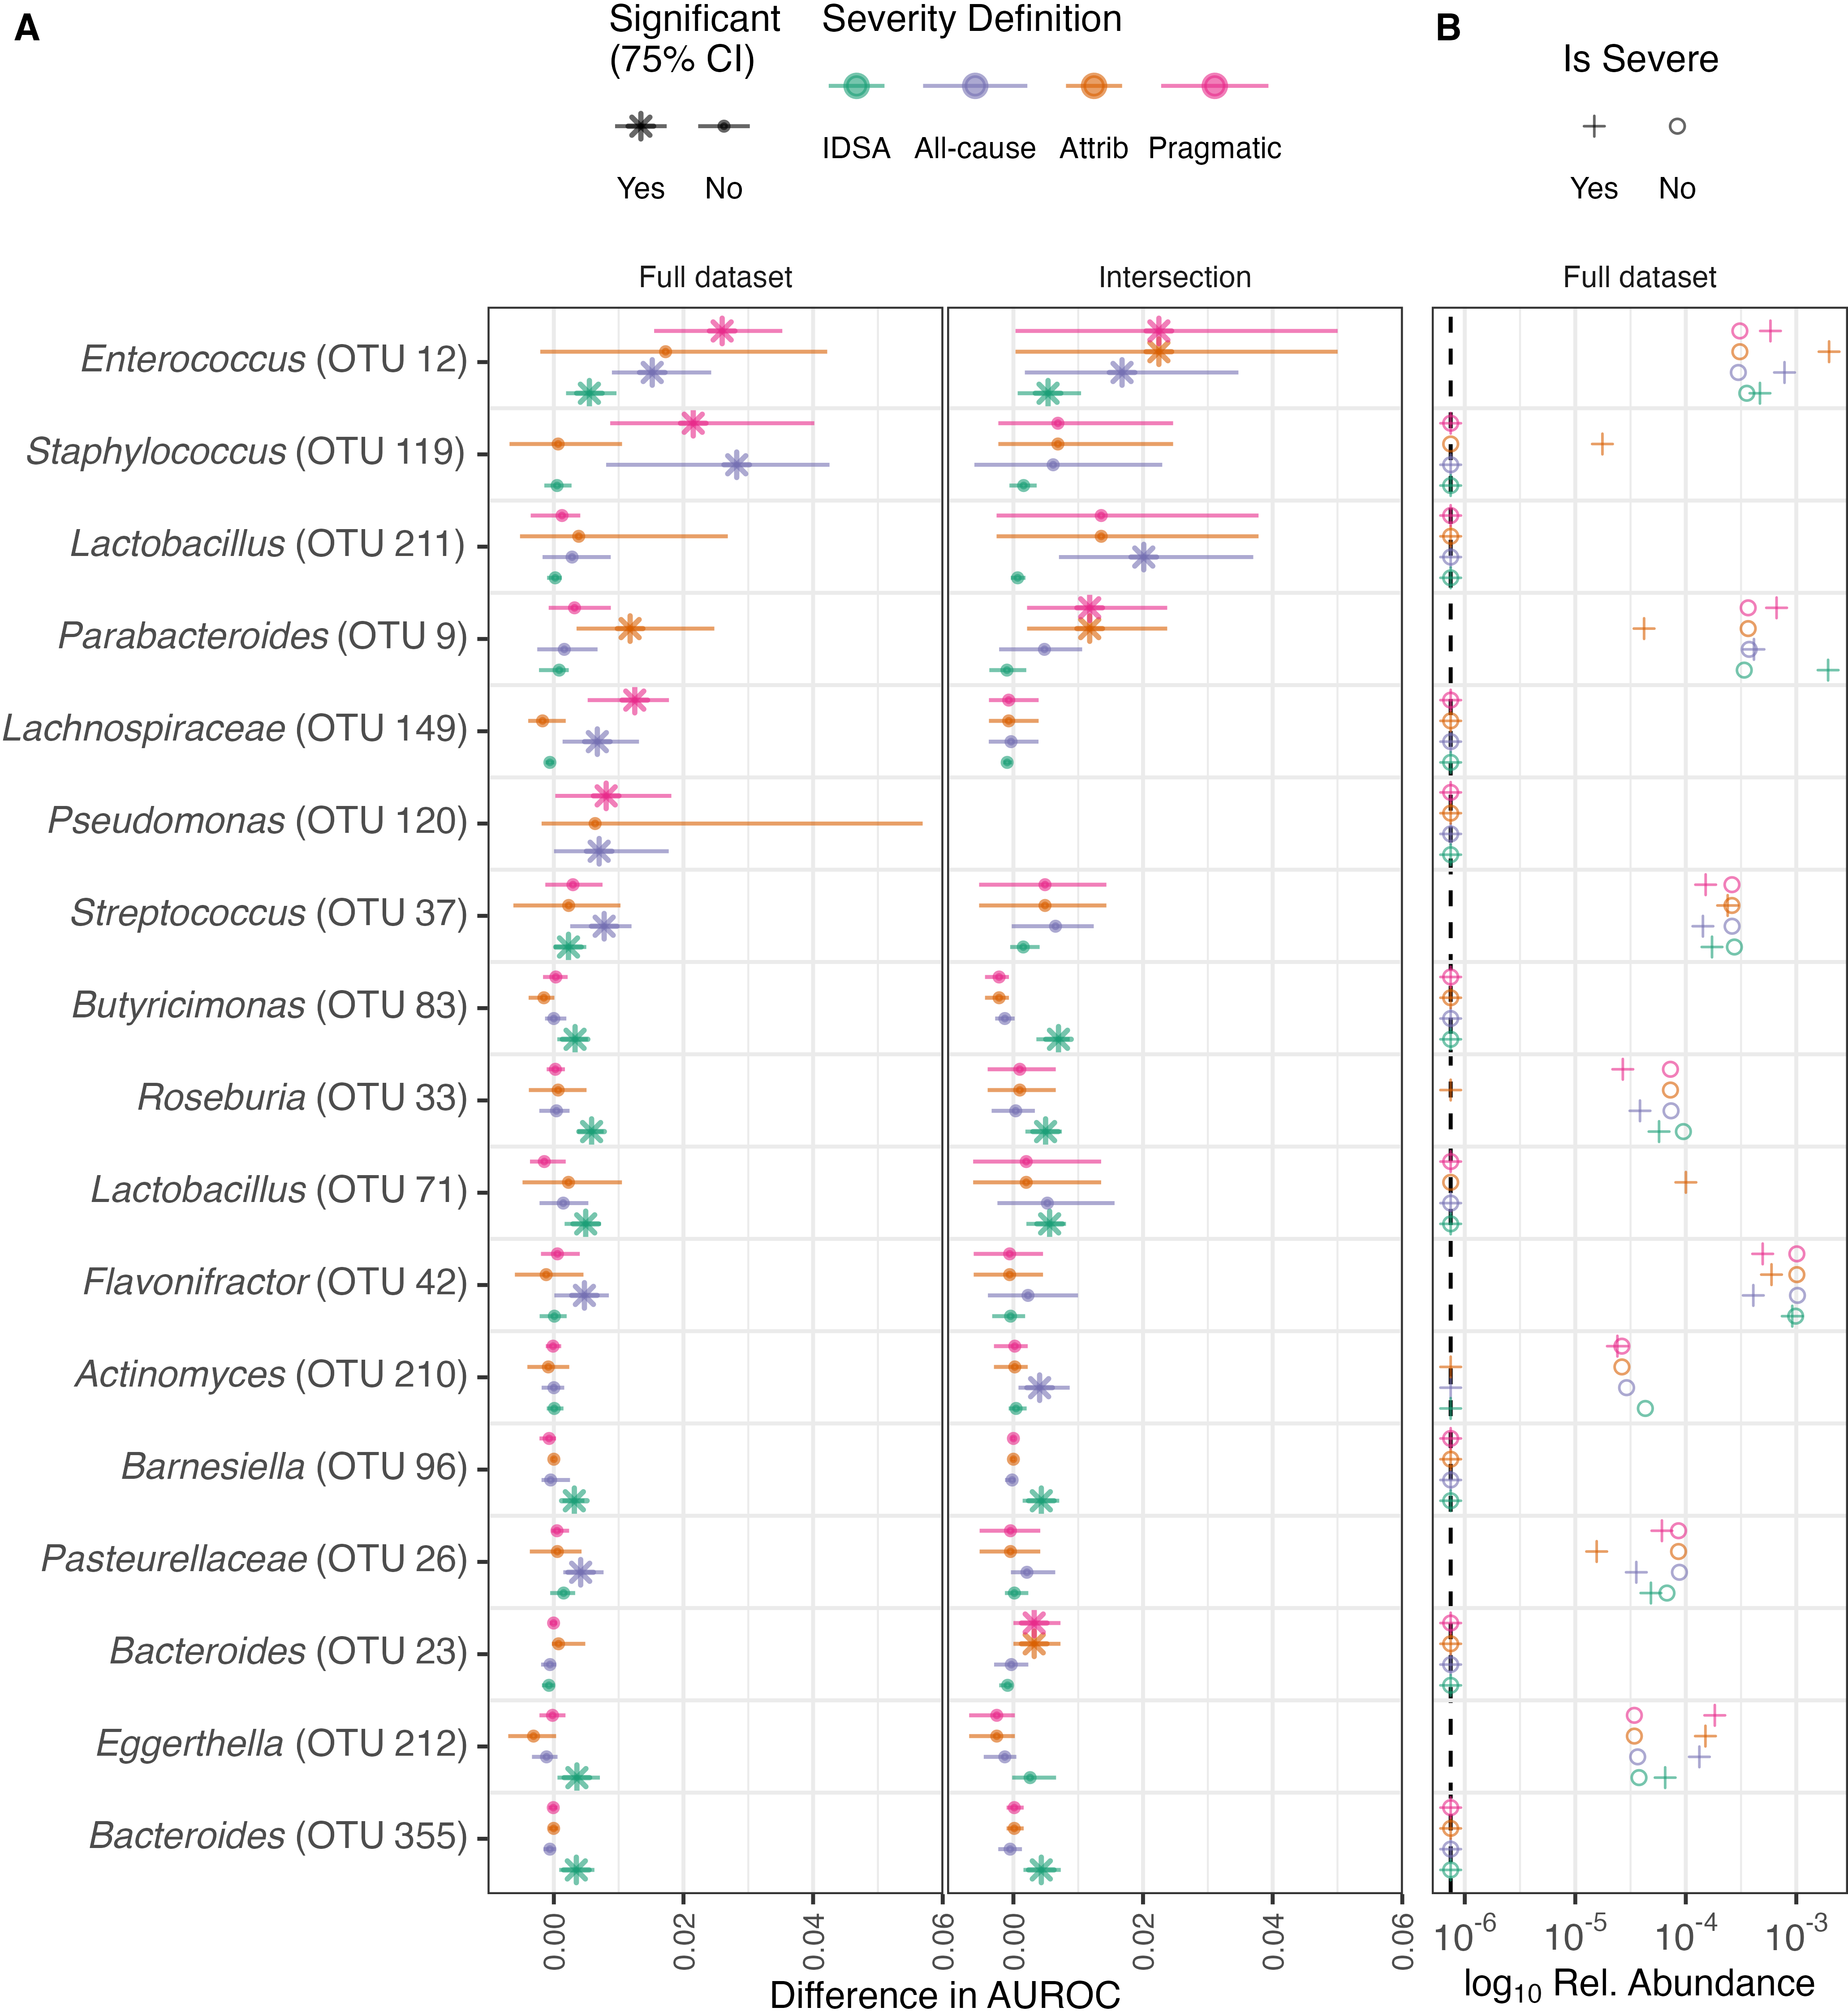 A
Significant
(75% CI)
Yes No
Severity Definition
IDSA All-cause Attrib Pragmatic
B
Is Severe
Yes No
Full dataset Intersection Full dataset
Enterococcus (OTU 12)
Staphylococcus (OTU 119)
Lactobacillus (OTU 211)
Parabacteroides (OTU 9)
Lachnospiraceae (OTU 149)
Pseudomonas (OTU 120)
Streptococcus (OTU 37)
Butyricimonas (OTU 83)
Roseburia (OTU 33)
Lactobacillus (OTU 71)
Flavonifractor (OTU 42)
Actinomyces (OTU 210)
Barnesiella (OTU 96)
Pasteurellaceae (OTU 26)
Bacteroides (OTU 23)
Eggerthella (OTU 212)
Bacteroides (OTU 355)
0.00 0.02 0.04 0.06 0.00 0.02 0.04 0.06
10⁻⁶ 10⁻⁵ 10⁻⁴ 10⁻³
Difference in AUROC
log₁₀ Rel. Abundance